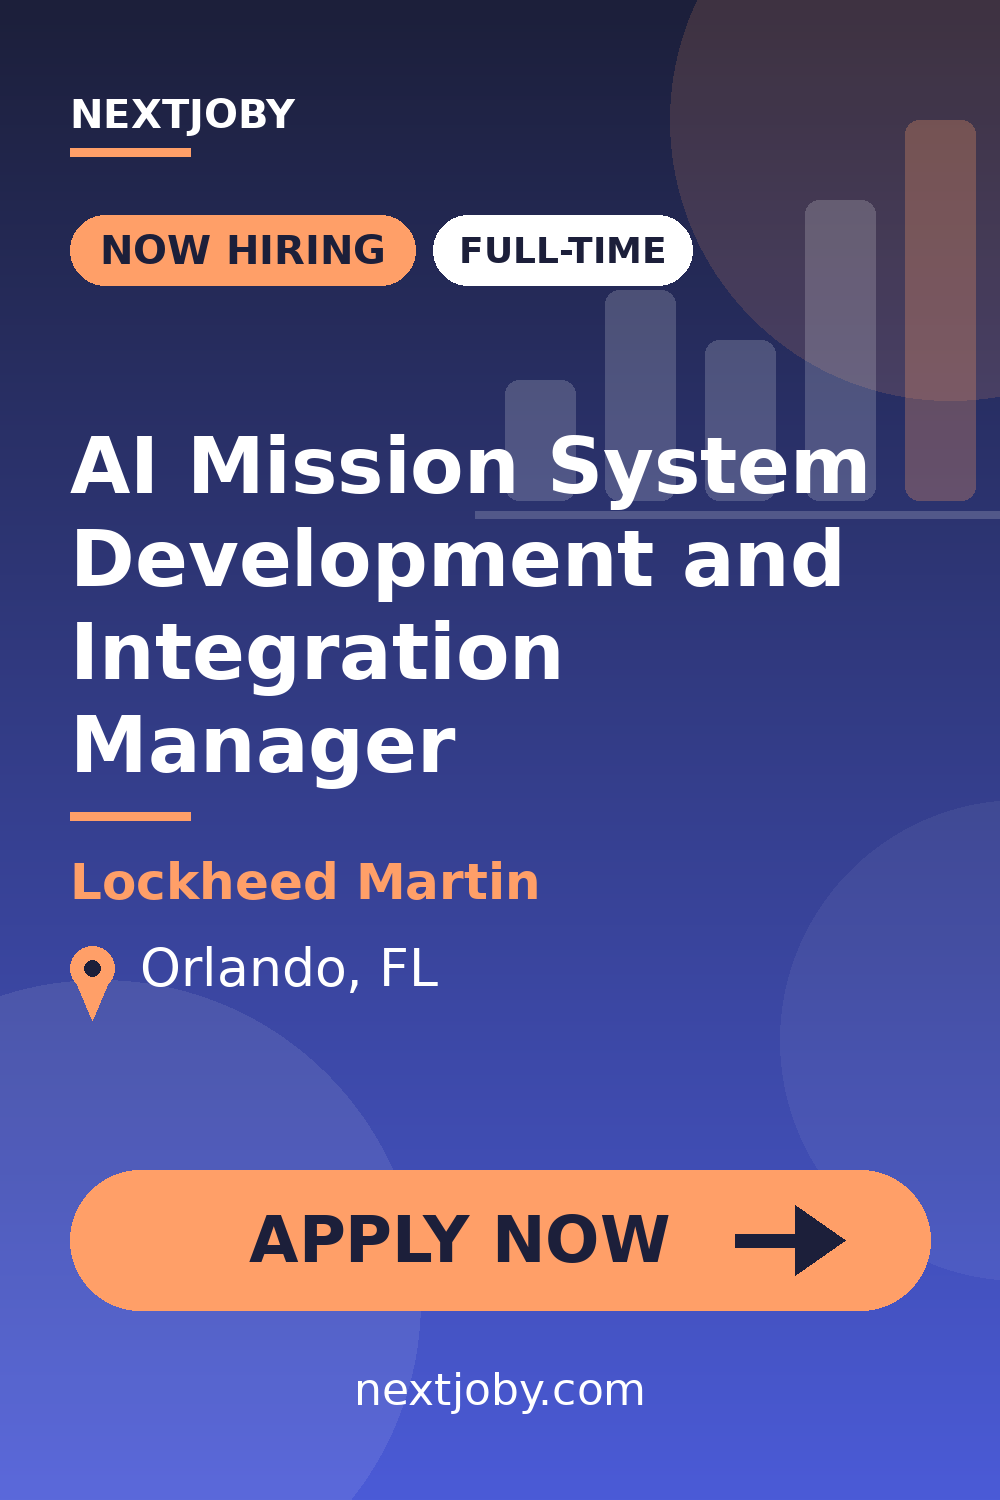 NEXTJOBY
NOW HIRING
FULL-TIME
AI Mission System
Development and
Integration
Manager
Lockheed Martin
Orlando, FL
APPLY NOW
nextjoby.com